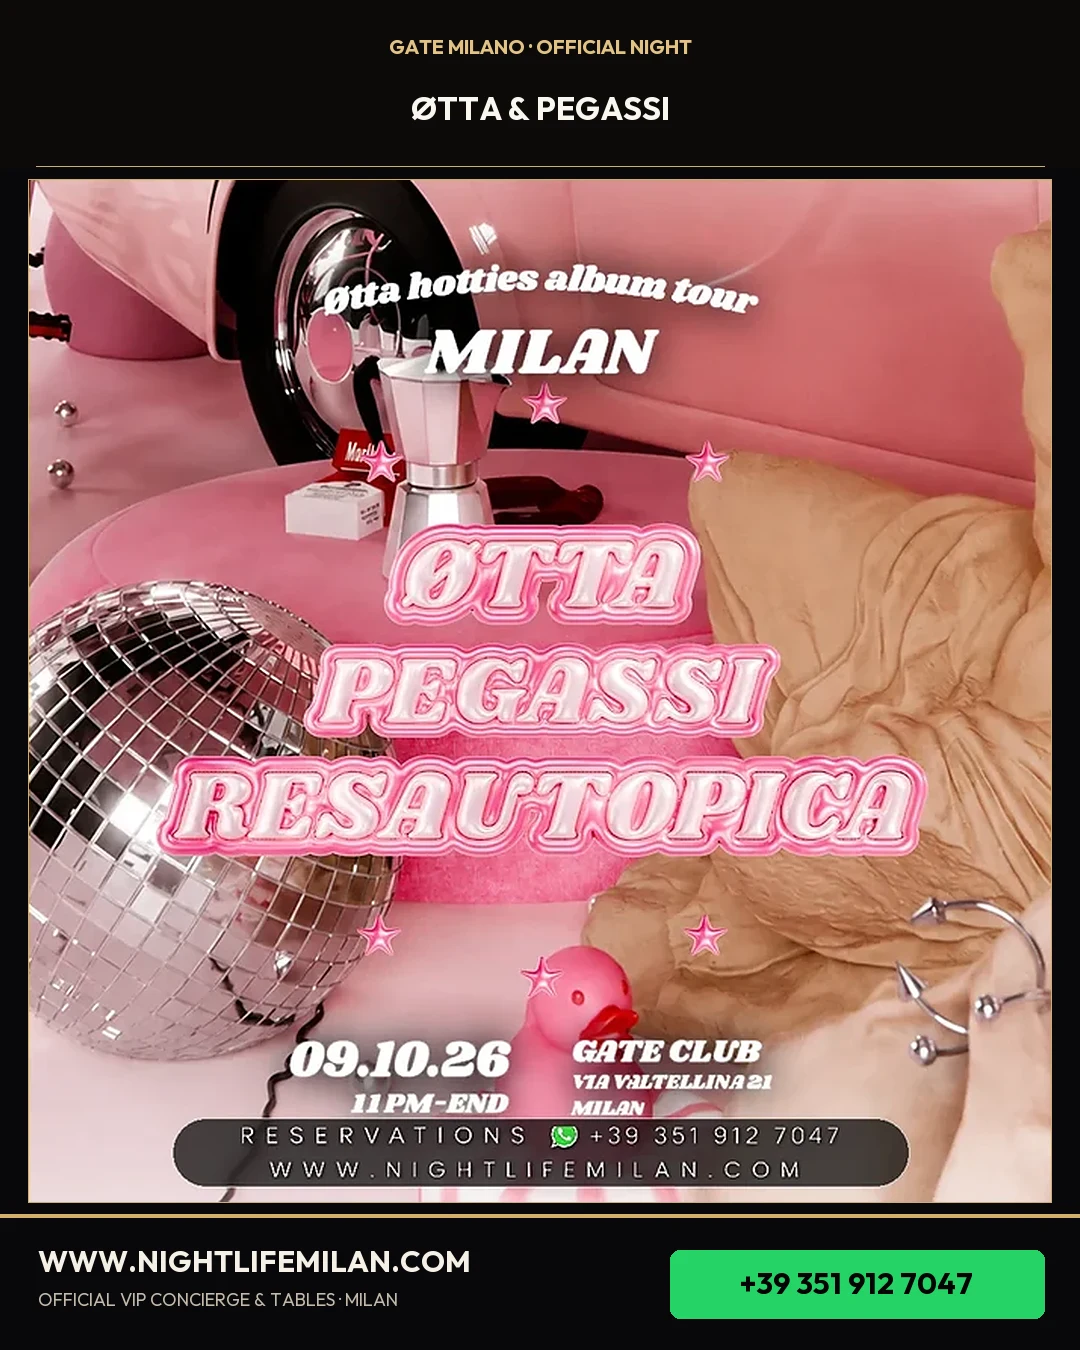 GATE MILANO · OFFICIAL NIGHT
ØTTA & PEGASSI
Øtta hotties album tour
MILAN
ØTTA
PEGASSI
RESAUTOPICA
09.10.26
11PM-END
GATE CLUB
VIA VALTELLINA 21
MILAN
RESERVATIONS +39 351 912 7047
WWW.NIGHTLIFEMILAN.COM
WWW.NIGHTLIFEMILAN.COM
OFFICIAL VIP CONCIERGE & TABLES · MILAN
+39 351 912 7047